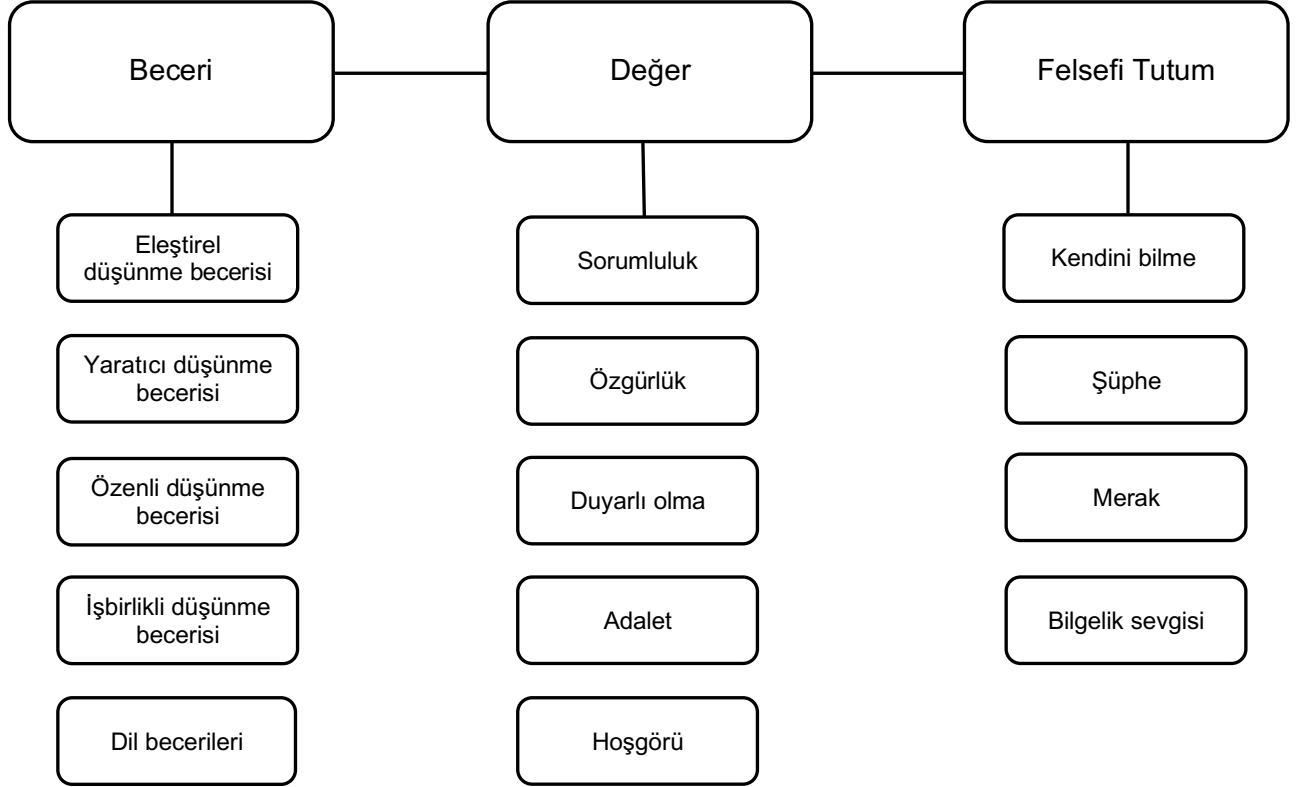 Beceri
Değer
Felsefi Tutum
Eleştirel
düşünme becerisi
Sorumluluk
Kendini bilme
Yaratıcı düşünme
becerisi
Özgürlük
Şüphe
Özenli düşünme
becerisi
Duyarlı olma
Merak
İşbirlikli düşünme
becerisi
Adalet
Bilgelik sevgisi
Dil becerileri
Hoşgörü